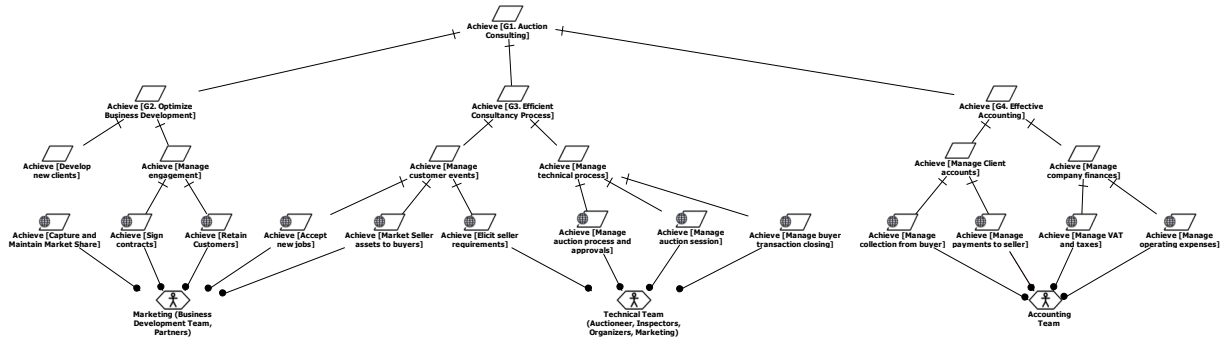 Achieve [G1. Auction
Consulting]
Achieve [G2. Optimize
Business Development]
Achieve [G3. Efficient
Consultancy Process]
Achieve [G4. Effective
Accounting]
Achieve [Develop
new clients]
Achieve [Manage
engagement]
Achieve [Manage
customer events]
Achieve [Manage
technical process]
Achieve [Manage Client
accounts]
Achieve [Manage
company finances]
Achieve [Capture and
Maintain Market Share]
Achieve [Sign
contracts]
Achieve [Retain
Customers]
Achieve [Accept
new jobs]
Achieve [Market Seller
assets to buyers]
Achieve [Elicit seller
requirements]
Achieve [Manage
auction process and
approvals]
Achieve [Manage
auction session]
Achieve [Manage buyer
transaction closing]
Achieve [Manage
collection from buyer]
Achieve [Manage
payments to seller]
Achieve [Manage VAT
and taxes]
Achieve [Manage
operating expenses]
Marketing (Business
Development Team,
Partners)
Technical Team
(Auctioneer, Inspectors,
Organizers, Marketing)
Accounting
Team